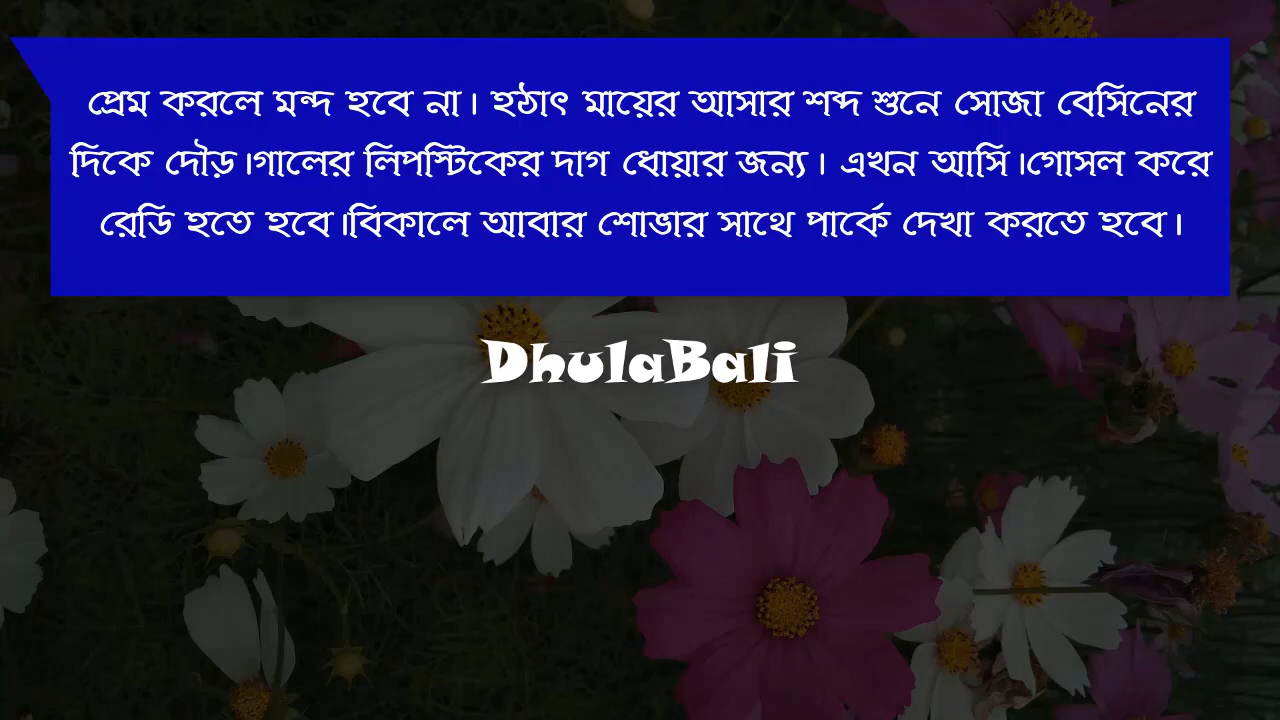 প্রেম করলে মন্দ হবে না। হঠাৎ মায়ের আসার শব্দ শুনে সোজা বেসিনের
দিকে দৌড়।গালের লিপস্টিকের দাগ ধোয়ার জন্য। এখন আসি।গোসল করে
রেডি হতে হবে।বিকালে আবার শোভার সাথে পার্কে দেখা করতে হবে।
DhulaBali